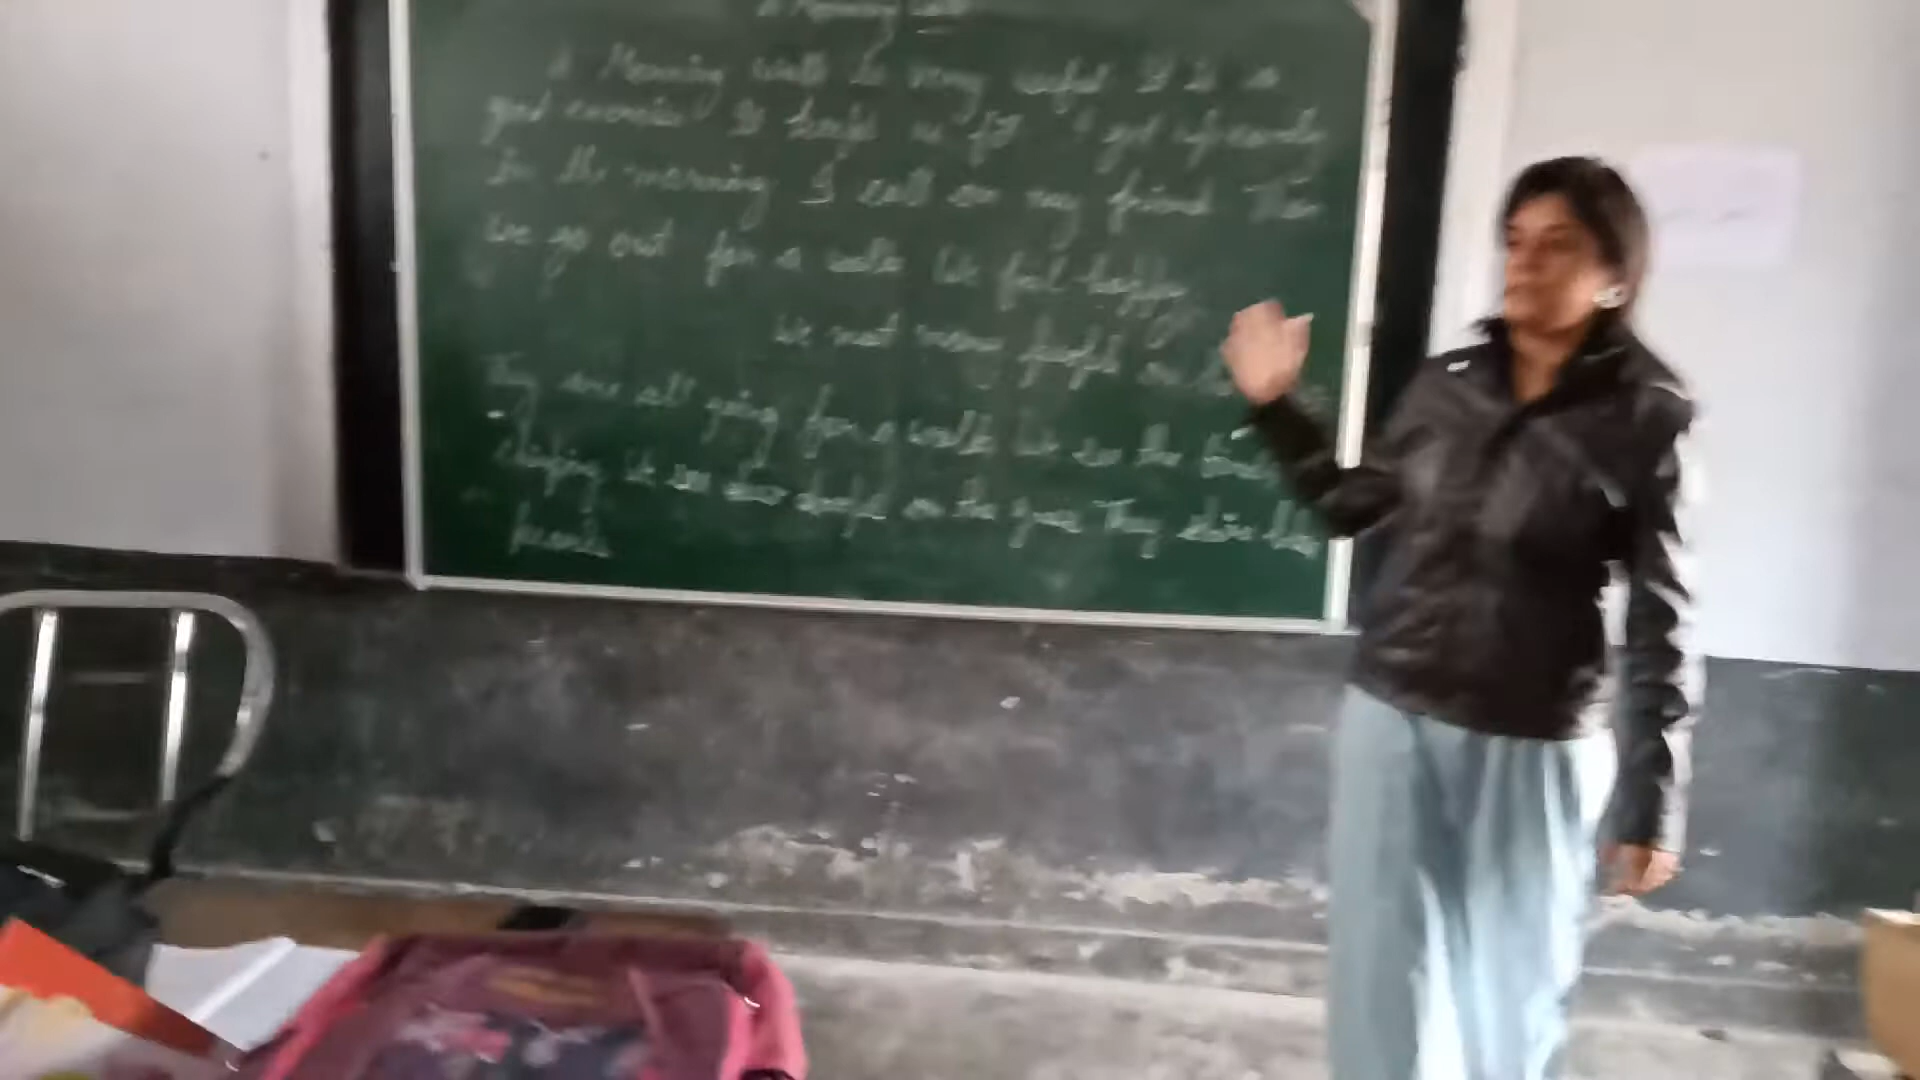 A Morning Walk
A Morning walk is very useful It is a
good exercise It keeps us fit I get up early
in the morning I call on my friend Then
we go out for a walk We feel happy
We meet many people on
They are all going for a walk We see the birds
chirping We see dew drops on the grass They shine like
pearls